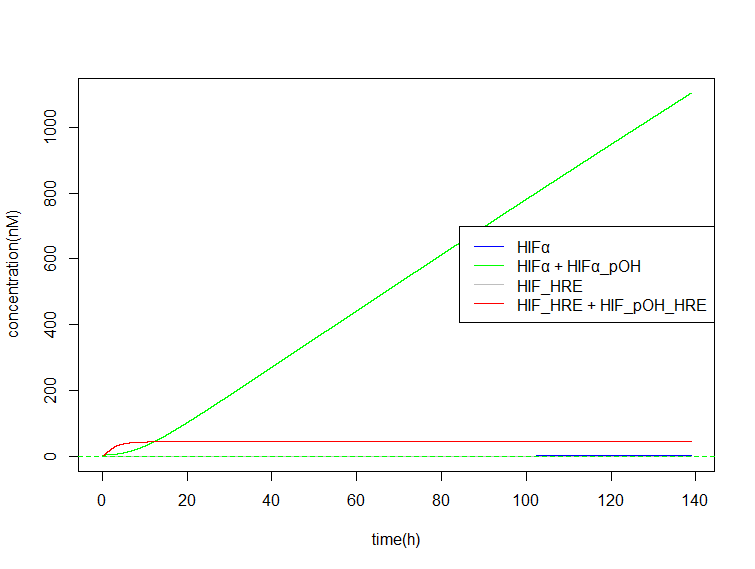 concentration(nM)
1000
800
600
400
200
0
HIFα
HIFα + HIFα_pOH
HIF_HRE
HIF_HRE + HIF_pOH_HRE
0 20 40 60 80 100 120 140
time(h)